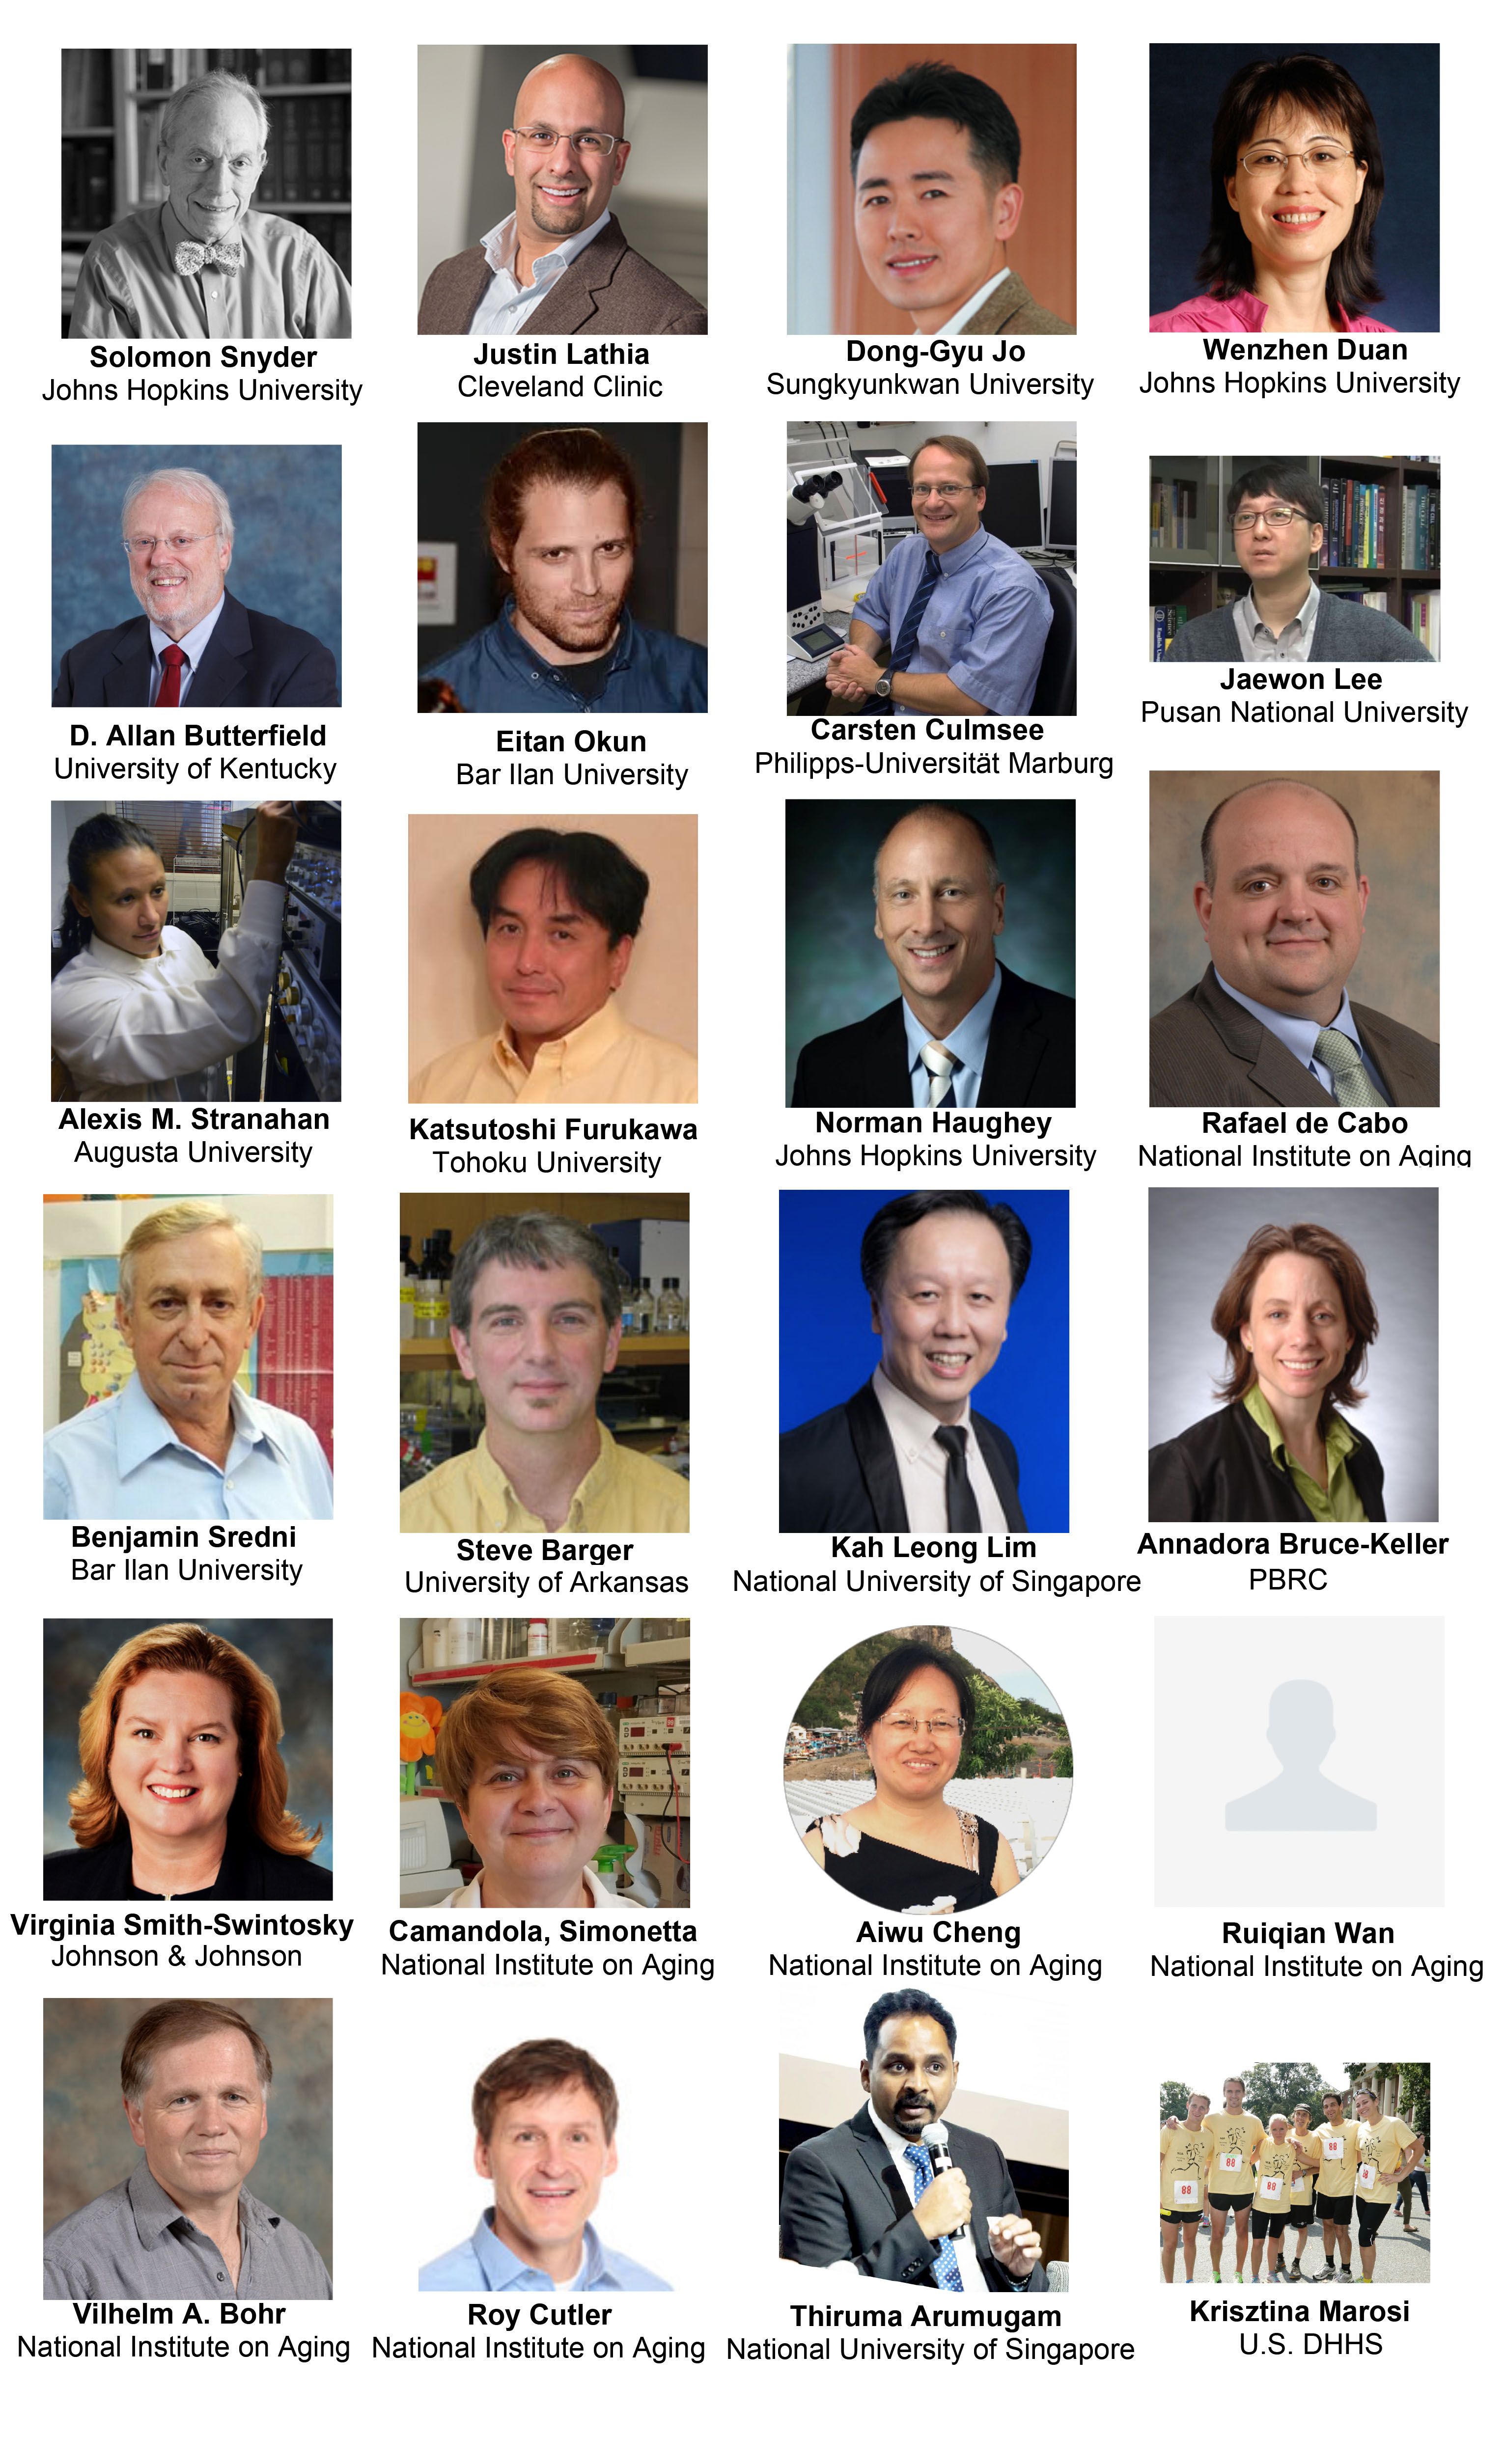 Solomon Snyder
Johns Hopkins University
Justin Lathia
Cleveland Clinic
Dong-Gyu Jo
Sungkyunkwan University
Wenzhen Duan
Johns Hopkins University
D. Allan Butterfield
University of Kentucky
Eitan Okun
Bar Ilan University
Carsten Culmsee
Philipps-Universität Marburg
Jaewon Lee
Pusan National University
Alexis M. Stranahan
Augusta University
Katsutoshi Furukawa
Tohoku University
Norman Haughey
Johns Hopkins University
Rafael de Cabo
National Institute on Aging
Benjamin Sredni
Bar Ilan University
Steve Barger
University of Arkansas
Kah Leong Lim
National University of Singapore
Annadora Bruce-Keller
PBRC
Virginia Smith-Swintosky
Johnson & Johnson
Camandola, Simonetta
National Institute on Aging
Aiwu Cheng
National Institute on Aging
Ruiqian Wan
National Institute on Aging
Vilhelm A. Bohr
National Institute on Aging
Roy Cutler
National Institute on Aging
Thiruma Arumugam
National University of Singapore
88
88
88
88
Krisztina Marosi
U.S. DHHS